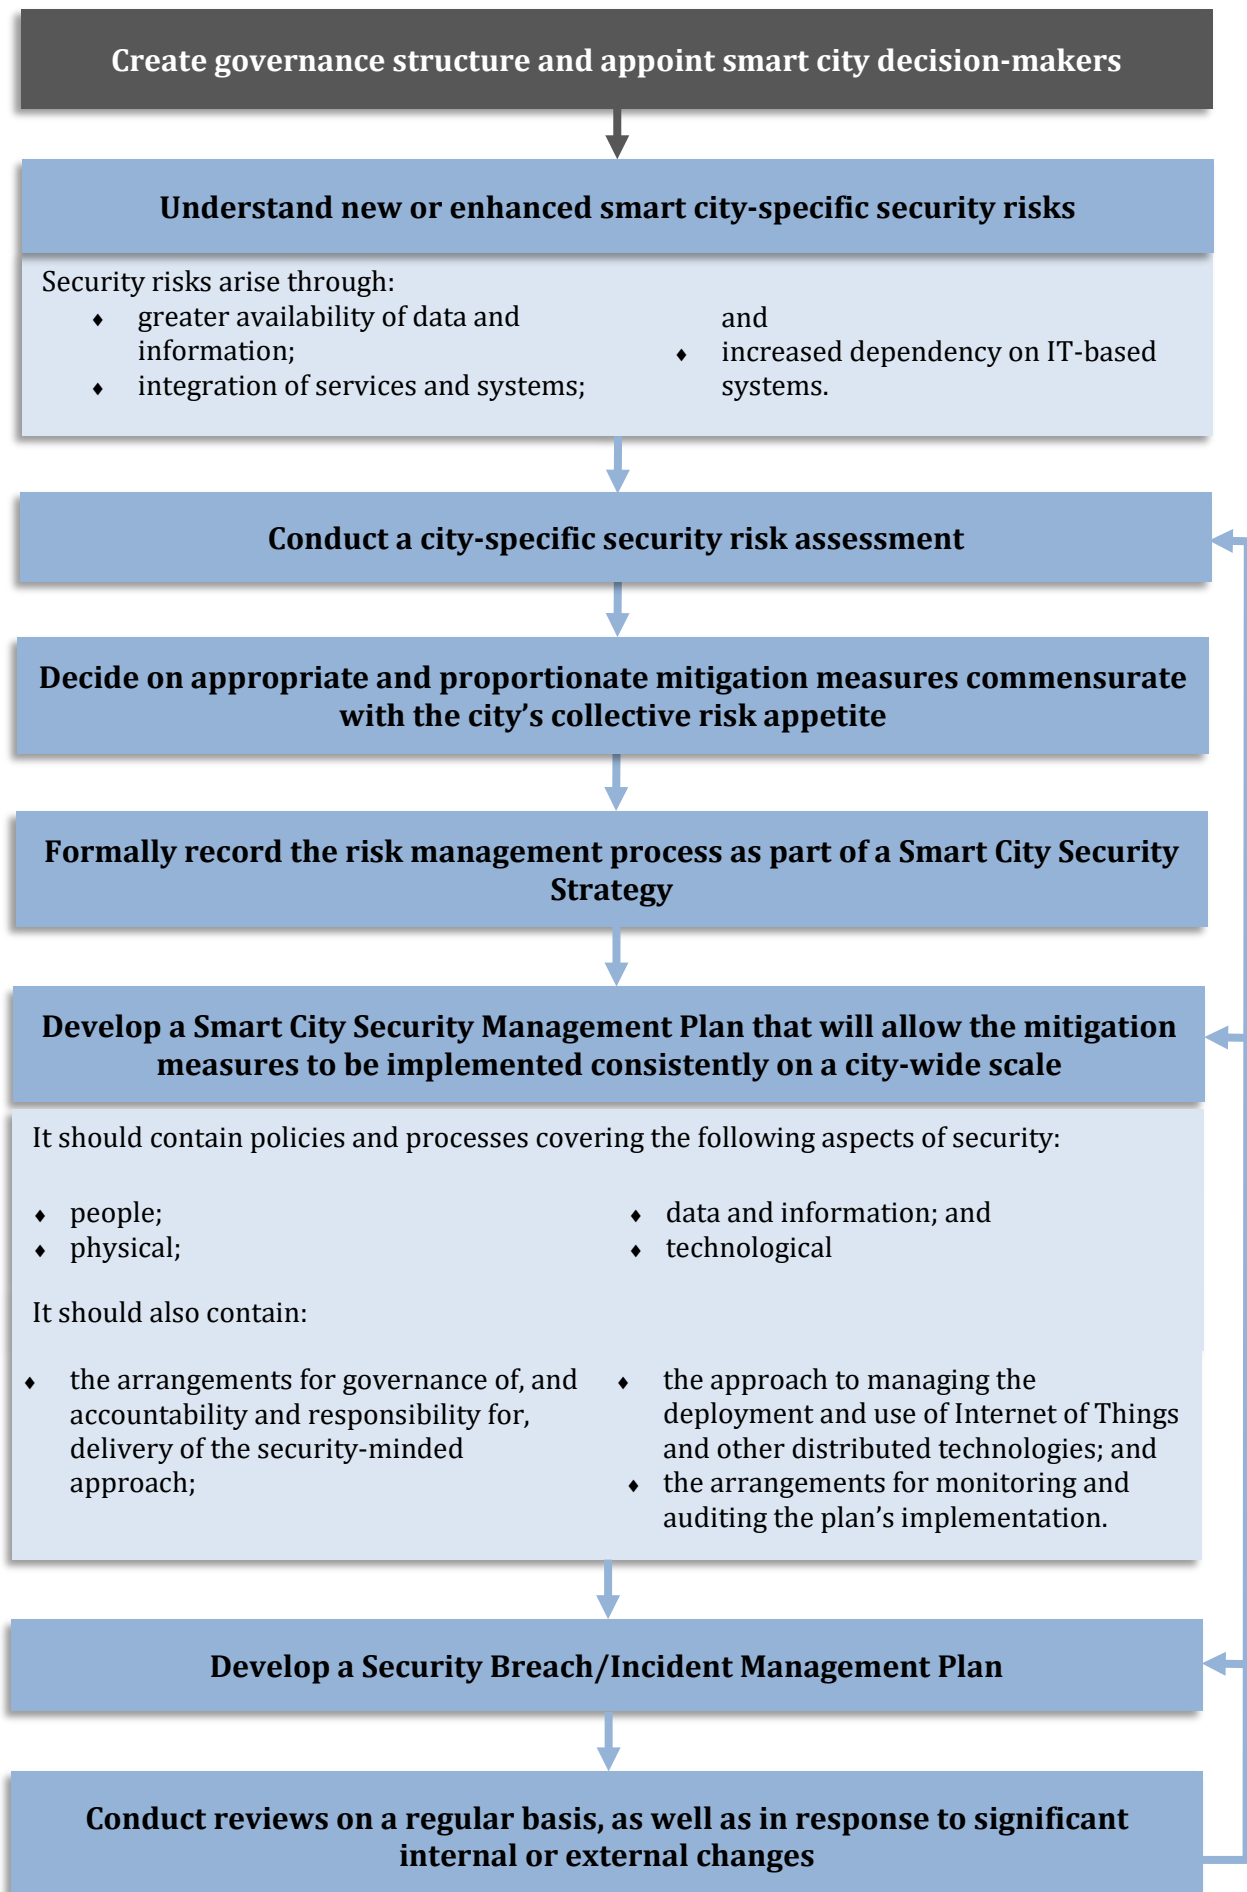 Create governance structure and appoint smart city decision-makers
Understand new or enhanced smart city-specific security risks
Security risks arise through:
♦ greater availability of data and
information;
♦ integration of services and systems;
and
♦ increased dependency on IT-based
systems.
Conduct a city-specific security risk assessment
Decide on appropriate and proportionate mitigation measures commensurate
with the city’s collective risk appetite
Formally record the risk management process as part of a Smart City Security
Strategy
Develop a Smart City Security Management Plan that will allow the mitigation
measures to be implemented consistently on a city-wide scale
It should contain policies and processes covering the following aspects of security:
♦ people;
♦ physical;
♦ data and information; and
♦ technological
It should also contain:
♦ the arrangements for governance of, and
accountability and responsibility for,
delivery of the security-minded
approach;
♦ the approach to managing the
deployment and use of Internet of Things
and other distributed technologies; and
♦ the arrangements for monitoring and
auditing the plan’s implementation.
Develop a Security Breach/Incident Management Plan
Conduct reviews on a regular basis, as well as in response to significant
internal or external changes